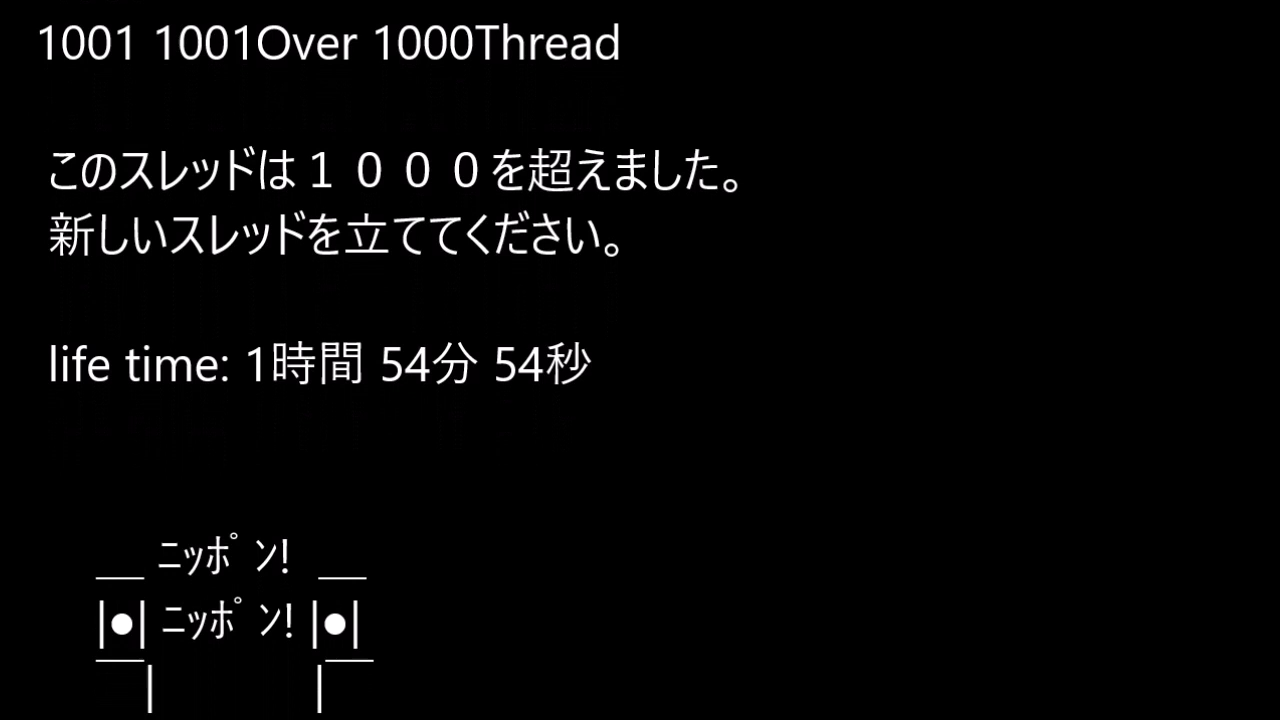 1001 1001Over 1000Thread
このスレッドは１０００を超えました。
新しいスレッドを立ててください。
life time: 1時間 54分 54秒
＿ ﾆｯﾎﾟﾝ! ＿
|●| ﾆｯﾎﾟﾝ! |●|
￣| |￣